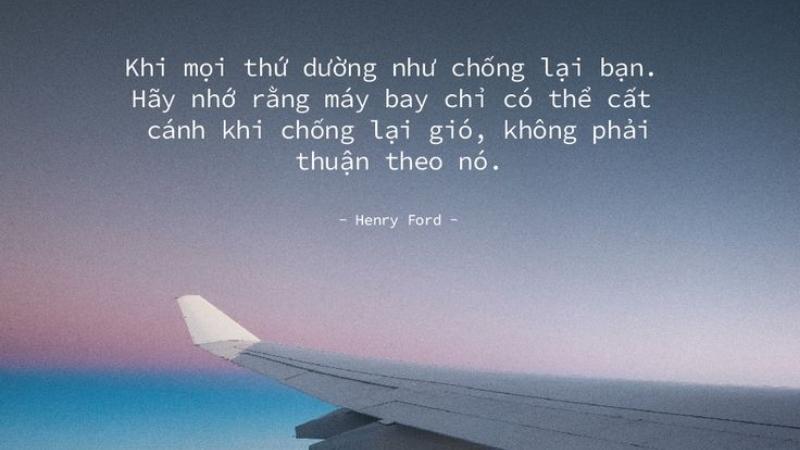 Khi mọi thứ dường như chống lại bạn.
Hãy nhớ rằng máy bay chỉ có thể cất
cánh khi chống lại gió, không phải
thuận theo nó.
- Henry Ford -